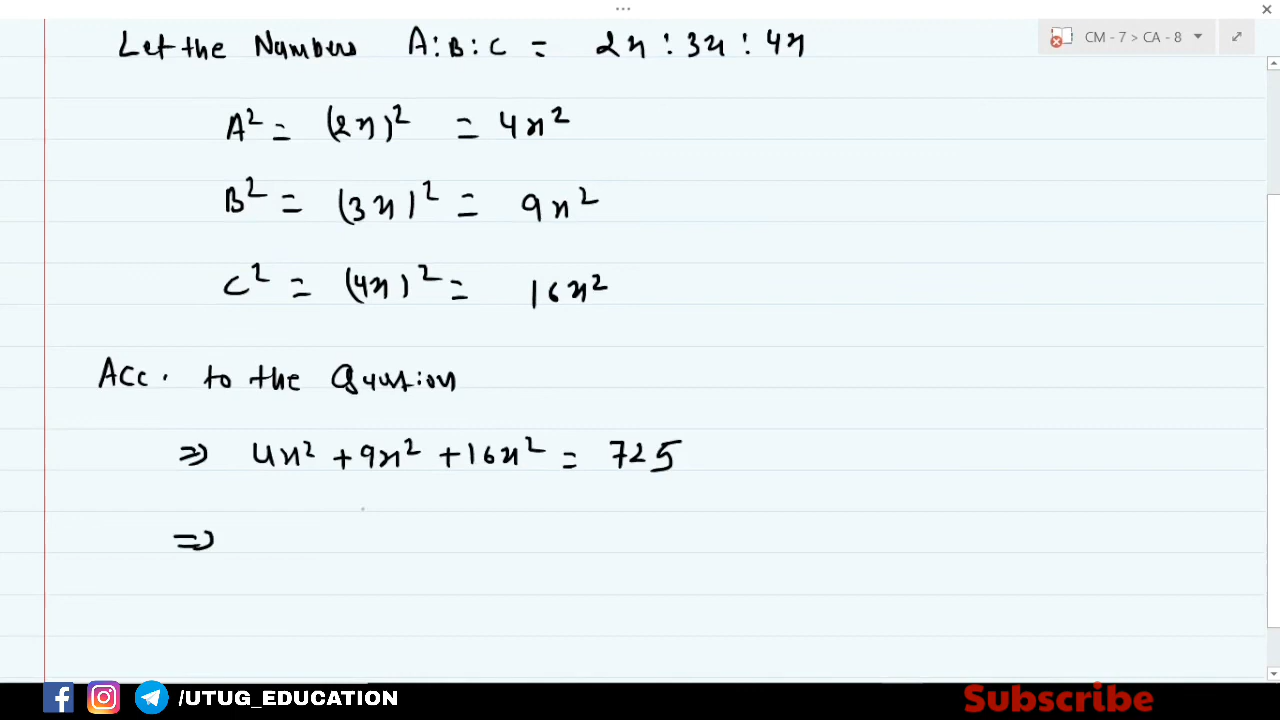 Let the Numbers A:B:C = 2x : 3x : 4x
CM - 7 > CA - 8
A² = (2x)² = 4x²
B² = (3x)² = 9x²
C² = (4x)² = 16x²
Acc. to the Question
⇒ 4x² + 9x² + 16x² = 725
⇒
/UTUG_EDUCATION
Subscribe